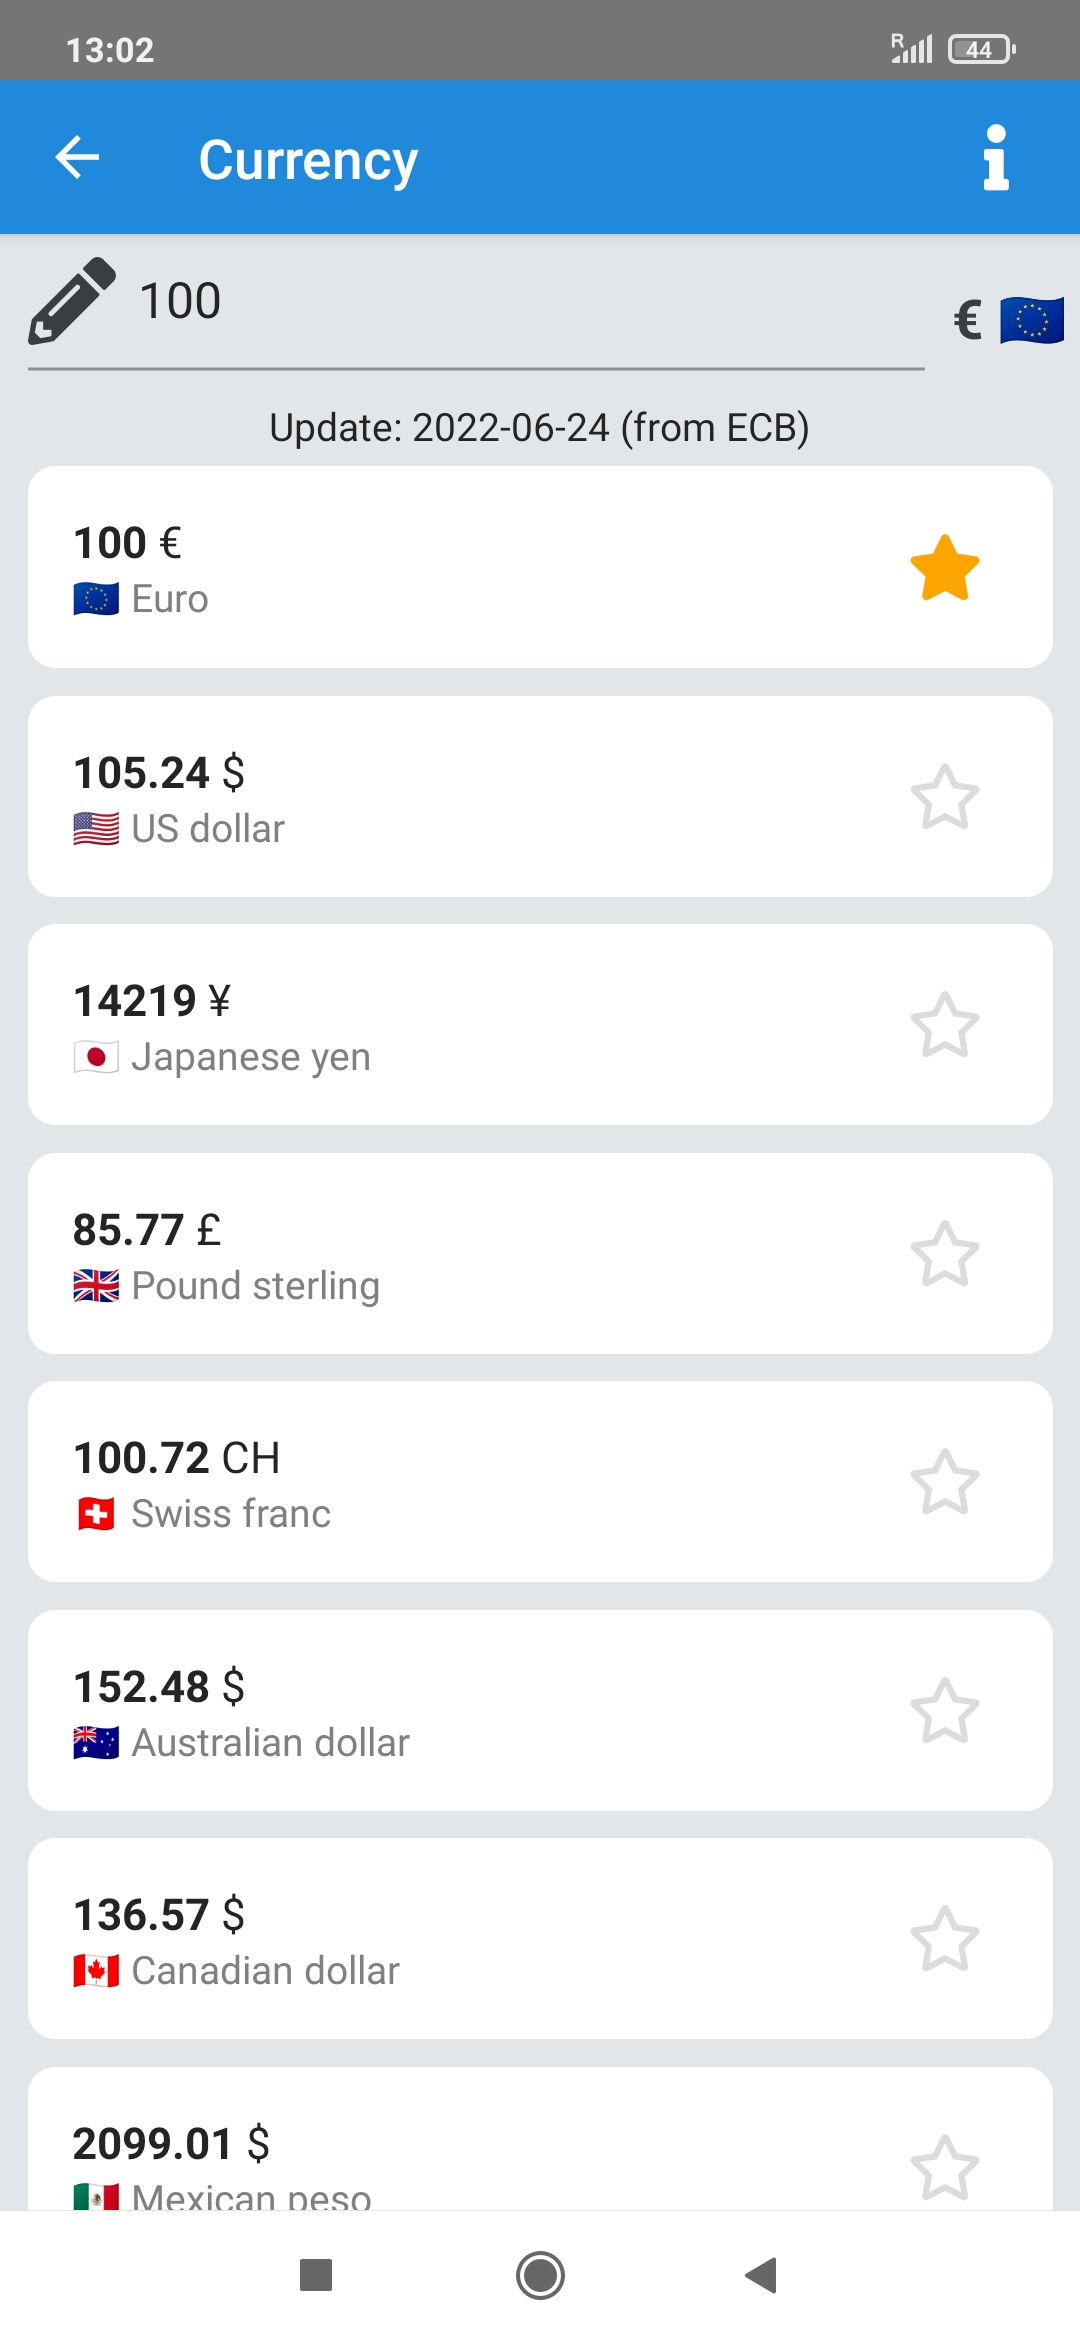 13:02
R 44
Currency
100
€
Update: 2022-06-24 (from ECB)
100 €
Euro
105.24 $
US dollar
14219 ¥
Japanese yen
85.77 £
Pound sterling
100.72 CH
Swiss franc
152.48 $
Australian dollar
136.57 $
Canadian dollar
2099.01 $
Mexican peso